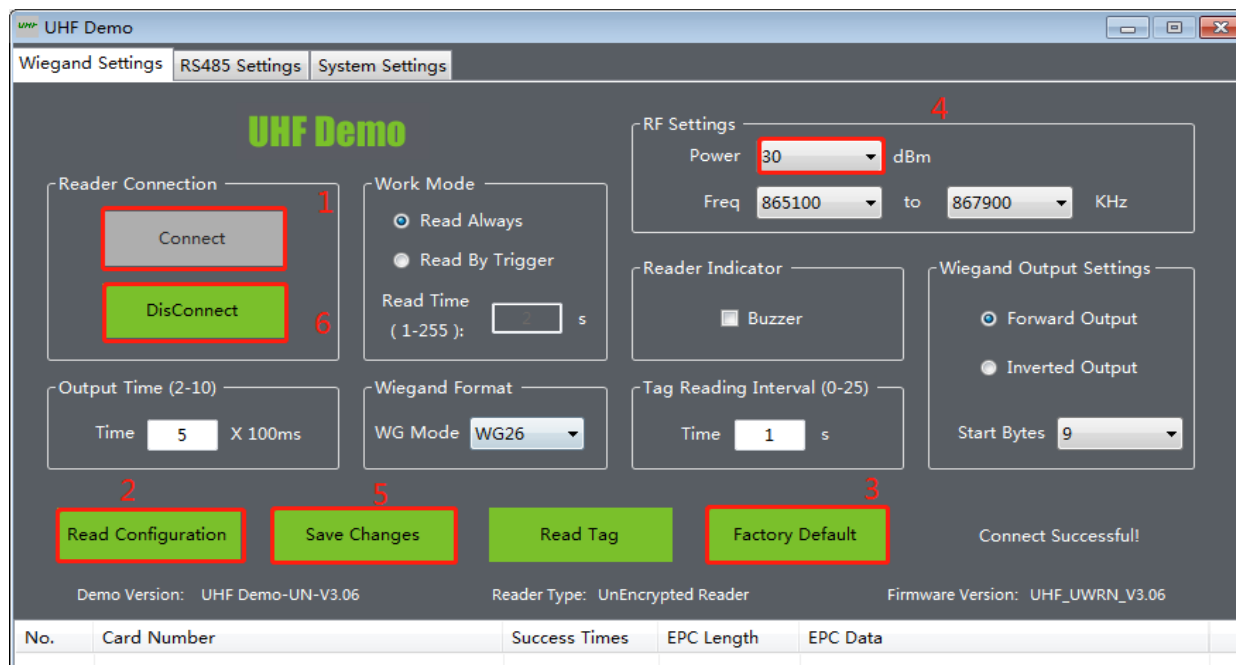 UHF UHF Demo
Wiegand Settings RS485 Settings System Settings
UHF Demo
Reader Connection
1
Connect
DisConnect
6
Work Mode
Read Always
Read By Trigger
Read Time
( 1-255 ): 2 s
RF Settings
4
Power 30 dBm
Freq 865100 to 867900 KHz
Reader Indicator
Buzzer
Wiegand Output Settings
Forward Output
Inverted Output
Start Bytes 9
Output Time (2-10)
Time 5 X 100ms
Wiegand Format
WG Mode WG26
Tag Reading Interval (0-25)
Time 1 s
2
Read Configuration
5
Save Changes
Read Tag
3
Factory Default
Connect Successful!
Demo Version: UHF Demo-UN-V3.06 Reader Type: UnEncrypted Reader Firmware Version: UHF_UWRN_V3.06
No. Card Number Success Times EPC Length EPC Data